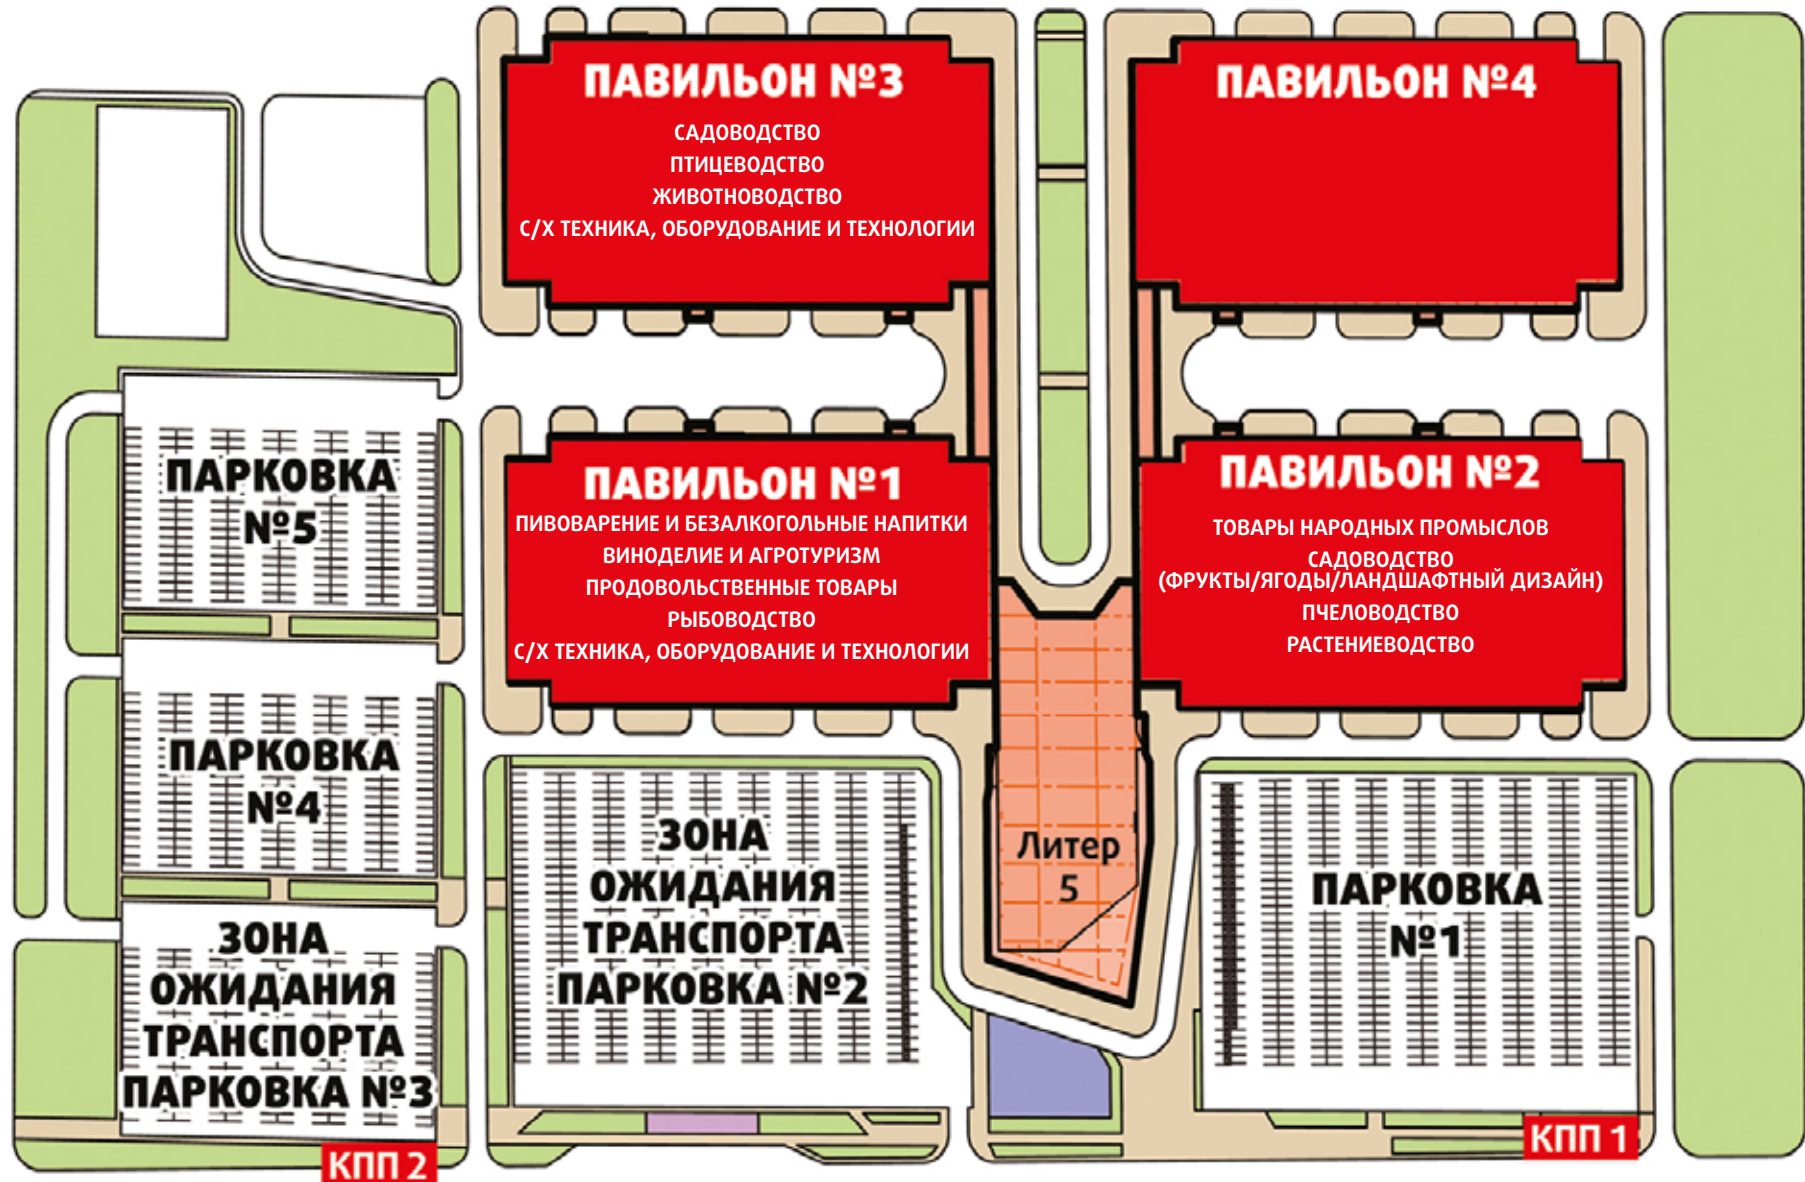 ПАВИЛЬОН №3
САДОВОДСТВО
ПТИЦЕВОДСТВО
ЖИВОТНОВОДСТВО
С/Х ТЕХНИКА, ОБОРУДОВАНИЕ И ТЕХНОЛОГИИ
ПАВИЛЬОН №4
ПАРКОВКА
№5
ПАВИЛЬОН №1
ПИВОВАРЕНИЕ И БЕЗАЛКОГОЛЬНЫЕ НАПИТКИ
ВИНОДЕЛИЕ И АГРОТУРИЗМ
ПРОДОВОЛЬСТВЕННЫЕ ТОВАРЫ
РЫБОВОДСТВО
С/Х ТЕХНИКА, ОБОРУДОВАНИЕ И ТЕХНОЛОГИИ
ПАВИЛЬОН №2
ТОВАРЫ НАРОДНЫХ ПРОМЫСЛОВ
САДОВОДСТВО
(ФРУКТЫ/ЯГОДЫ/ЛАНДШАФТНЫЙ ДИЗАЙН)
ПЧЕЛОВОДСТВО
РАСТЕНИЕВОДСТВО
ПАРКОВКА
№4
ЗОНА
ОЖИДАНИЯ
ТРАНСПОРТА
ПАРКОВКА №3
ЗОНА
ОЖИДАНИЯ
ТРАНСПОРТА
ПАРКОВКА №2
Литер
5
ПАРКОВКА
№1
КПП 2
КПП 1